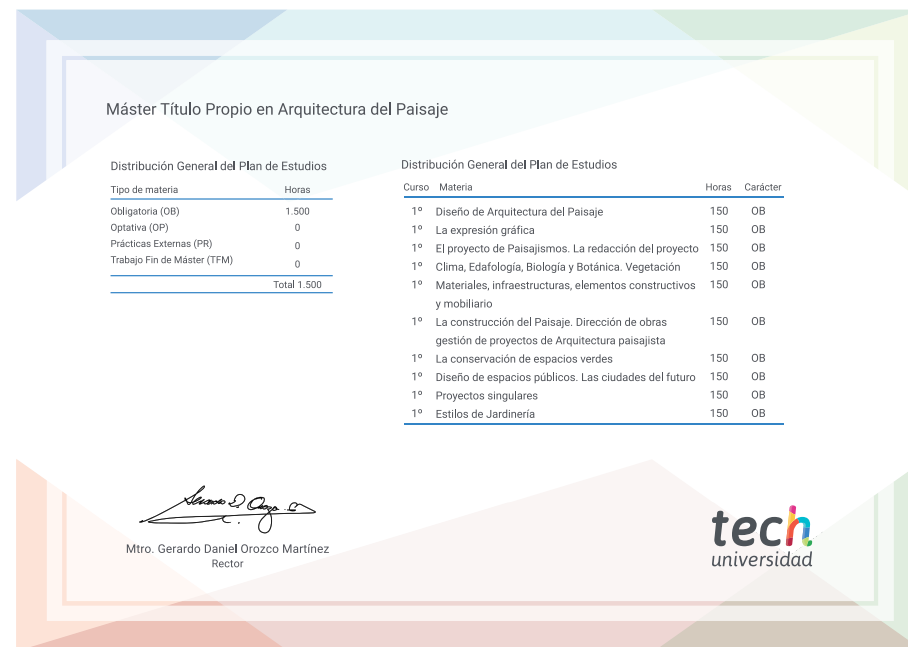 Máster Título Propio en Arquitectura del Paisaje
Distribución General del Plan de Estudios
Tipo de materia Horas
Obligatoria (OB) 1.500
Optativa (OP) 0
Prácticas Externas (PR) 0
Trabajo Fin de Máster (TFM) 0
Total 1.500
Distribución General del Plan de Estudios
Curso Materia Horas Carácter
1º Diseño de Arquitectura del Paisaje 150 OB
1º La expresión gráfica 150 OB
1º El proyecto de Paisajismos. La redacción del proyecto 150 OB
1º Clima, Edafología, Biología y Botánica. Vegetación 150 OB
1º Materiales, infraestructuras, elementos constructivos 150 OB
y mobiliario
1º La construcción del Paisaje. Dirección de obras 150 OB
gestión de proyectos de Arquitectura paisajista
1º La conservación de espacios verdes 150 OB
1º Diseño de espacios públicos. Las ciudades del futuro 150 OB
1º Proyectos singulares 150 OB
1º Estilos de Jardinería 150 OB
Mtro. Gerardo Daniel Orozco Martínez
Rector
tech
universidad